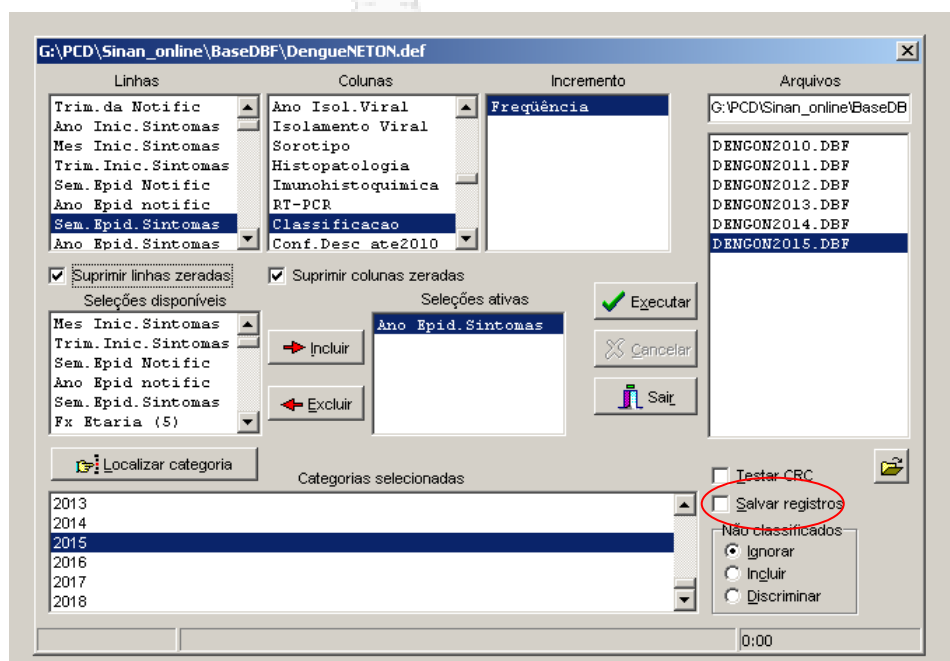 G:\PCD\Sinan_online\BaseDBF\DengueNETON.def
Linhas
Trim.da Notific
Ano Inic.Sintomas
Mes Inic.Sintomas
Trim.Inic.Sintomas
Sem.Epid Notific
Ano Epid notific
Sem.Epid.Sintomas
Ano Epid.Sintomas
Colunas
Ano Isol.Viral
Isolamento Viral
Sorotipo
Histopatologia
Imunohistoquimica
RT-PCR
Classificacao
Conf.Desc ate2010
Incremento
Freqüência
Arquivos
G:\PCD\Sinan_online\BaseDB
DENGON2010.DBF
DENGON2011.DBF
DENGON2012.DBF
DENGON2013.DBF
DENGON2014.DBF
DENGON2015.DBF
Suprimir linhas zeradas
Suprimir colunas zeradas
Seleções disponíveis
Mes Inic.Sintomas
Trim.Inic.Sintomas
Sem.Epid Notific
Ano Epid notific
Sem.Epid.Sintomas
Fx Etaria (5)
Incluir
Excluir
Seleções ativas
Ano Epid.Sintomas
Executar
Cancelar
Sair
Localizar categoria
Categorias selecionadas
2013
2014
2015
2016
2017
2018
Testar CRC
Salvar registros
Não classificados
Ignorar
Incluir
Discriminar
0:00